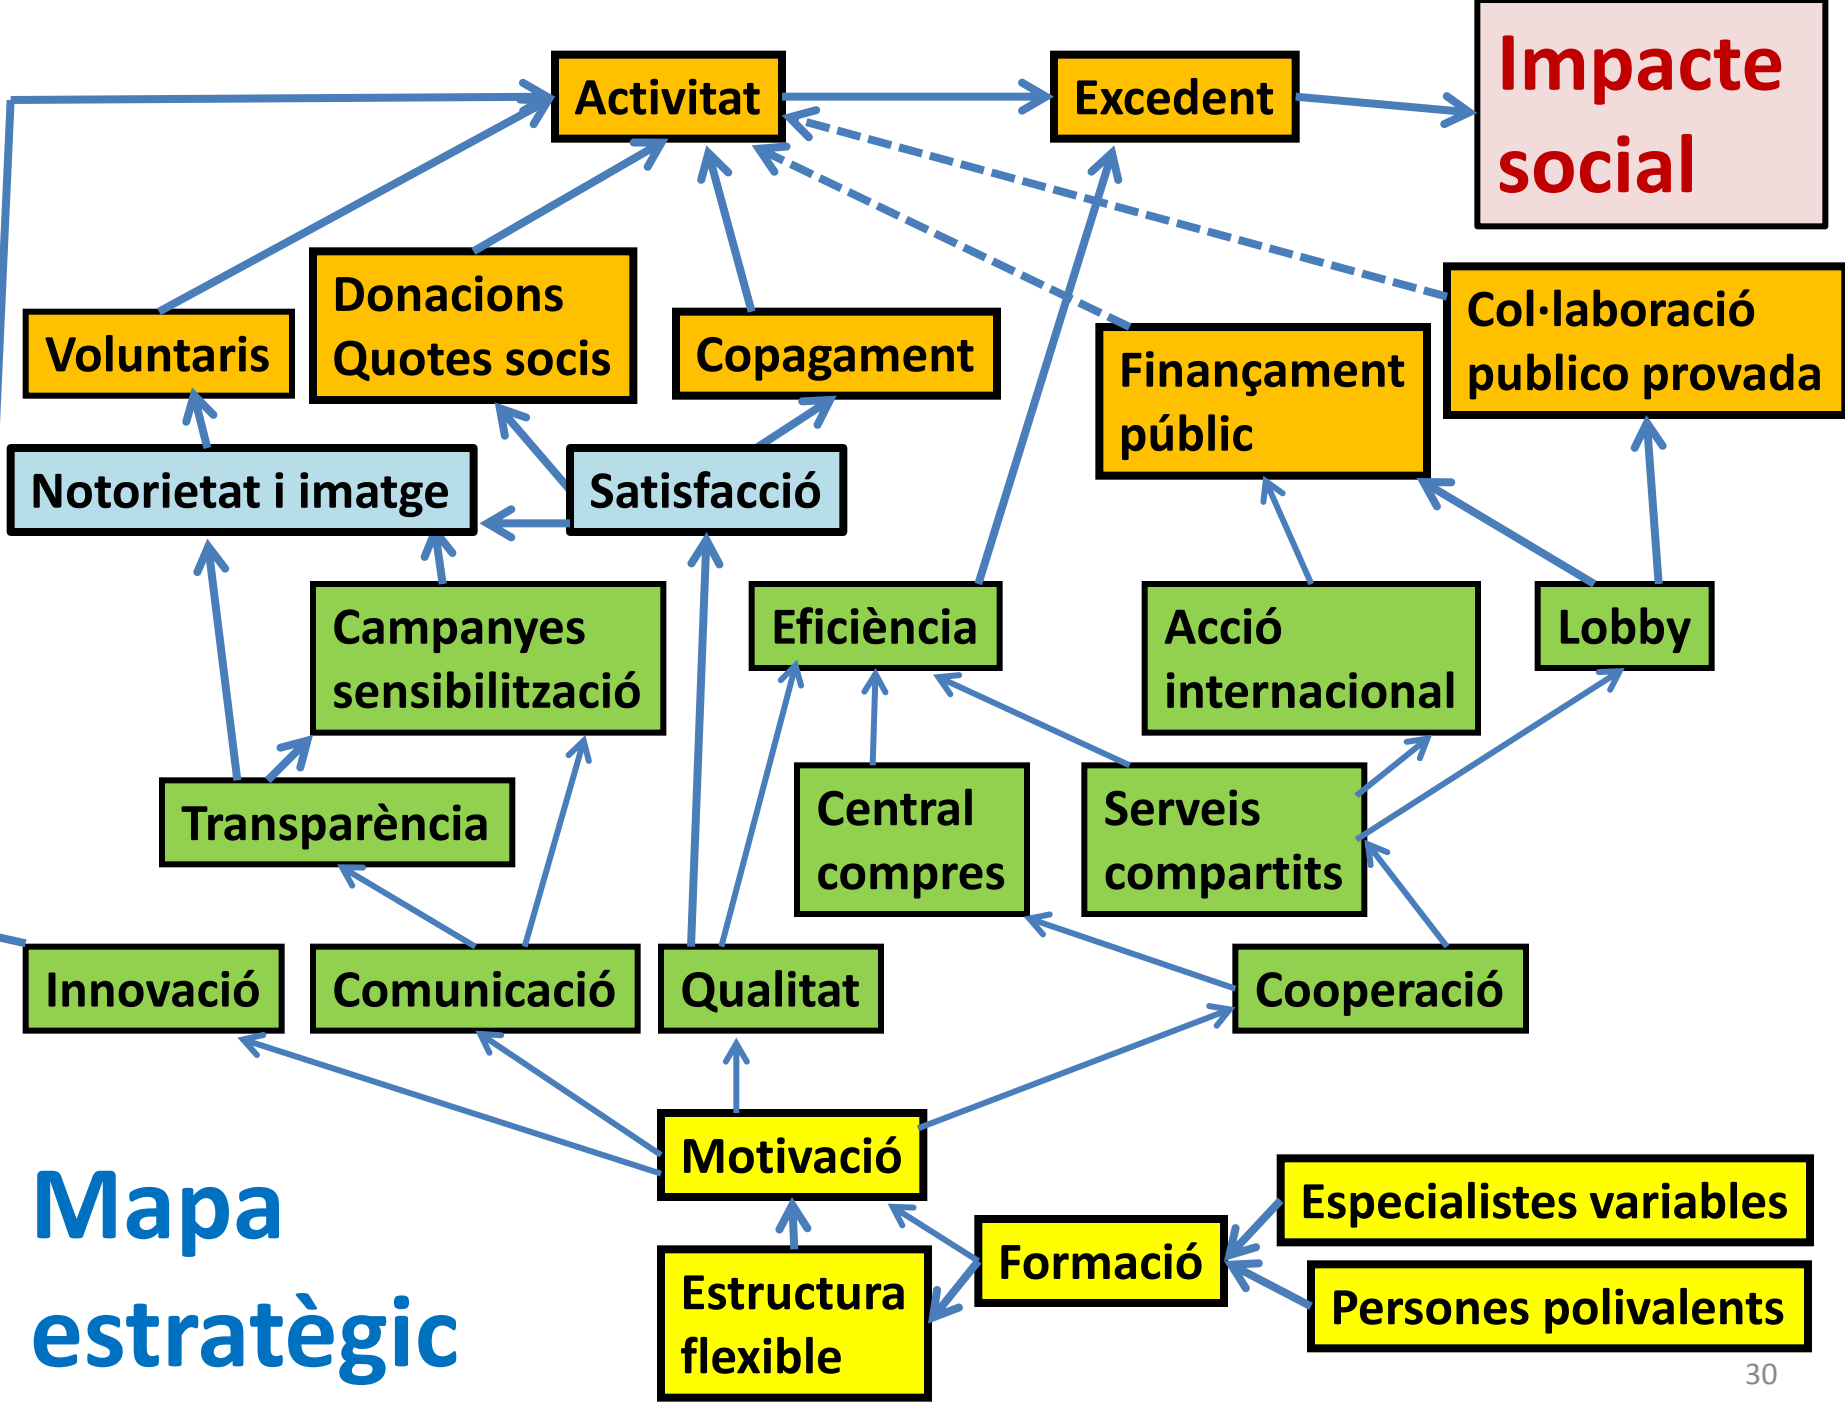 Impacte
social
Activitat
Excedent
Donacions
Quotes socis
Voluntaris
Copagament
Finançament
públic
Col·laboració
publico provada
Notorietat i imatge
Satisfacció
Campanyes
sensibilització
Eficiència
Acció
internacional
Lobby
Transparència
Central
compres
Serveis
compartits
Innovació
Comunicació
Qualitat
Cooperació
Motivació
Especialistes variables
Formació
Persones polivalents
Estructura
flexible
Mapa
estratègic
30